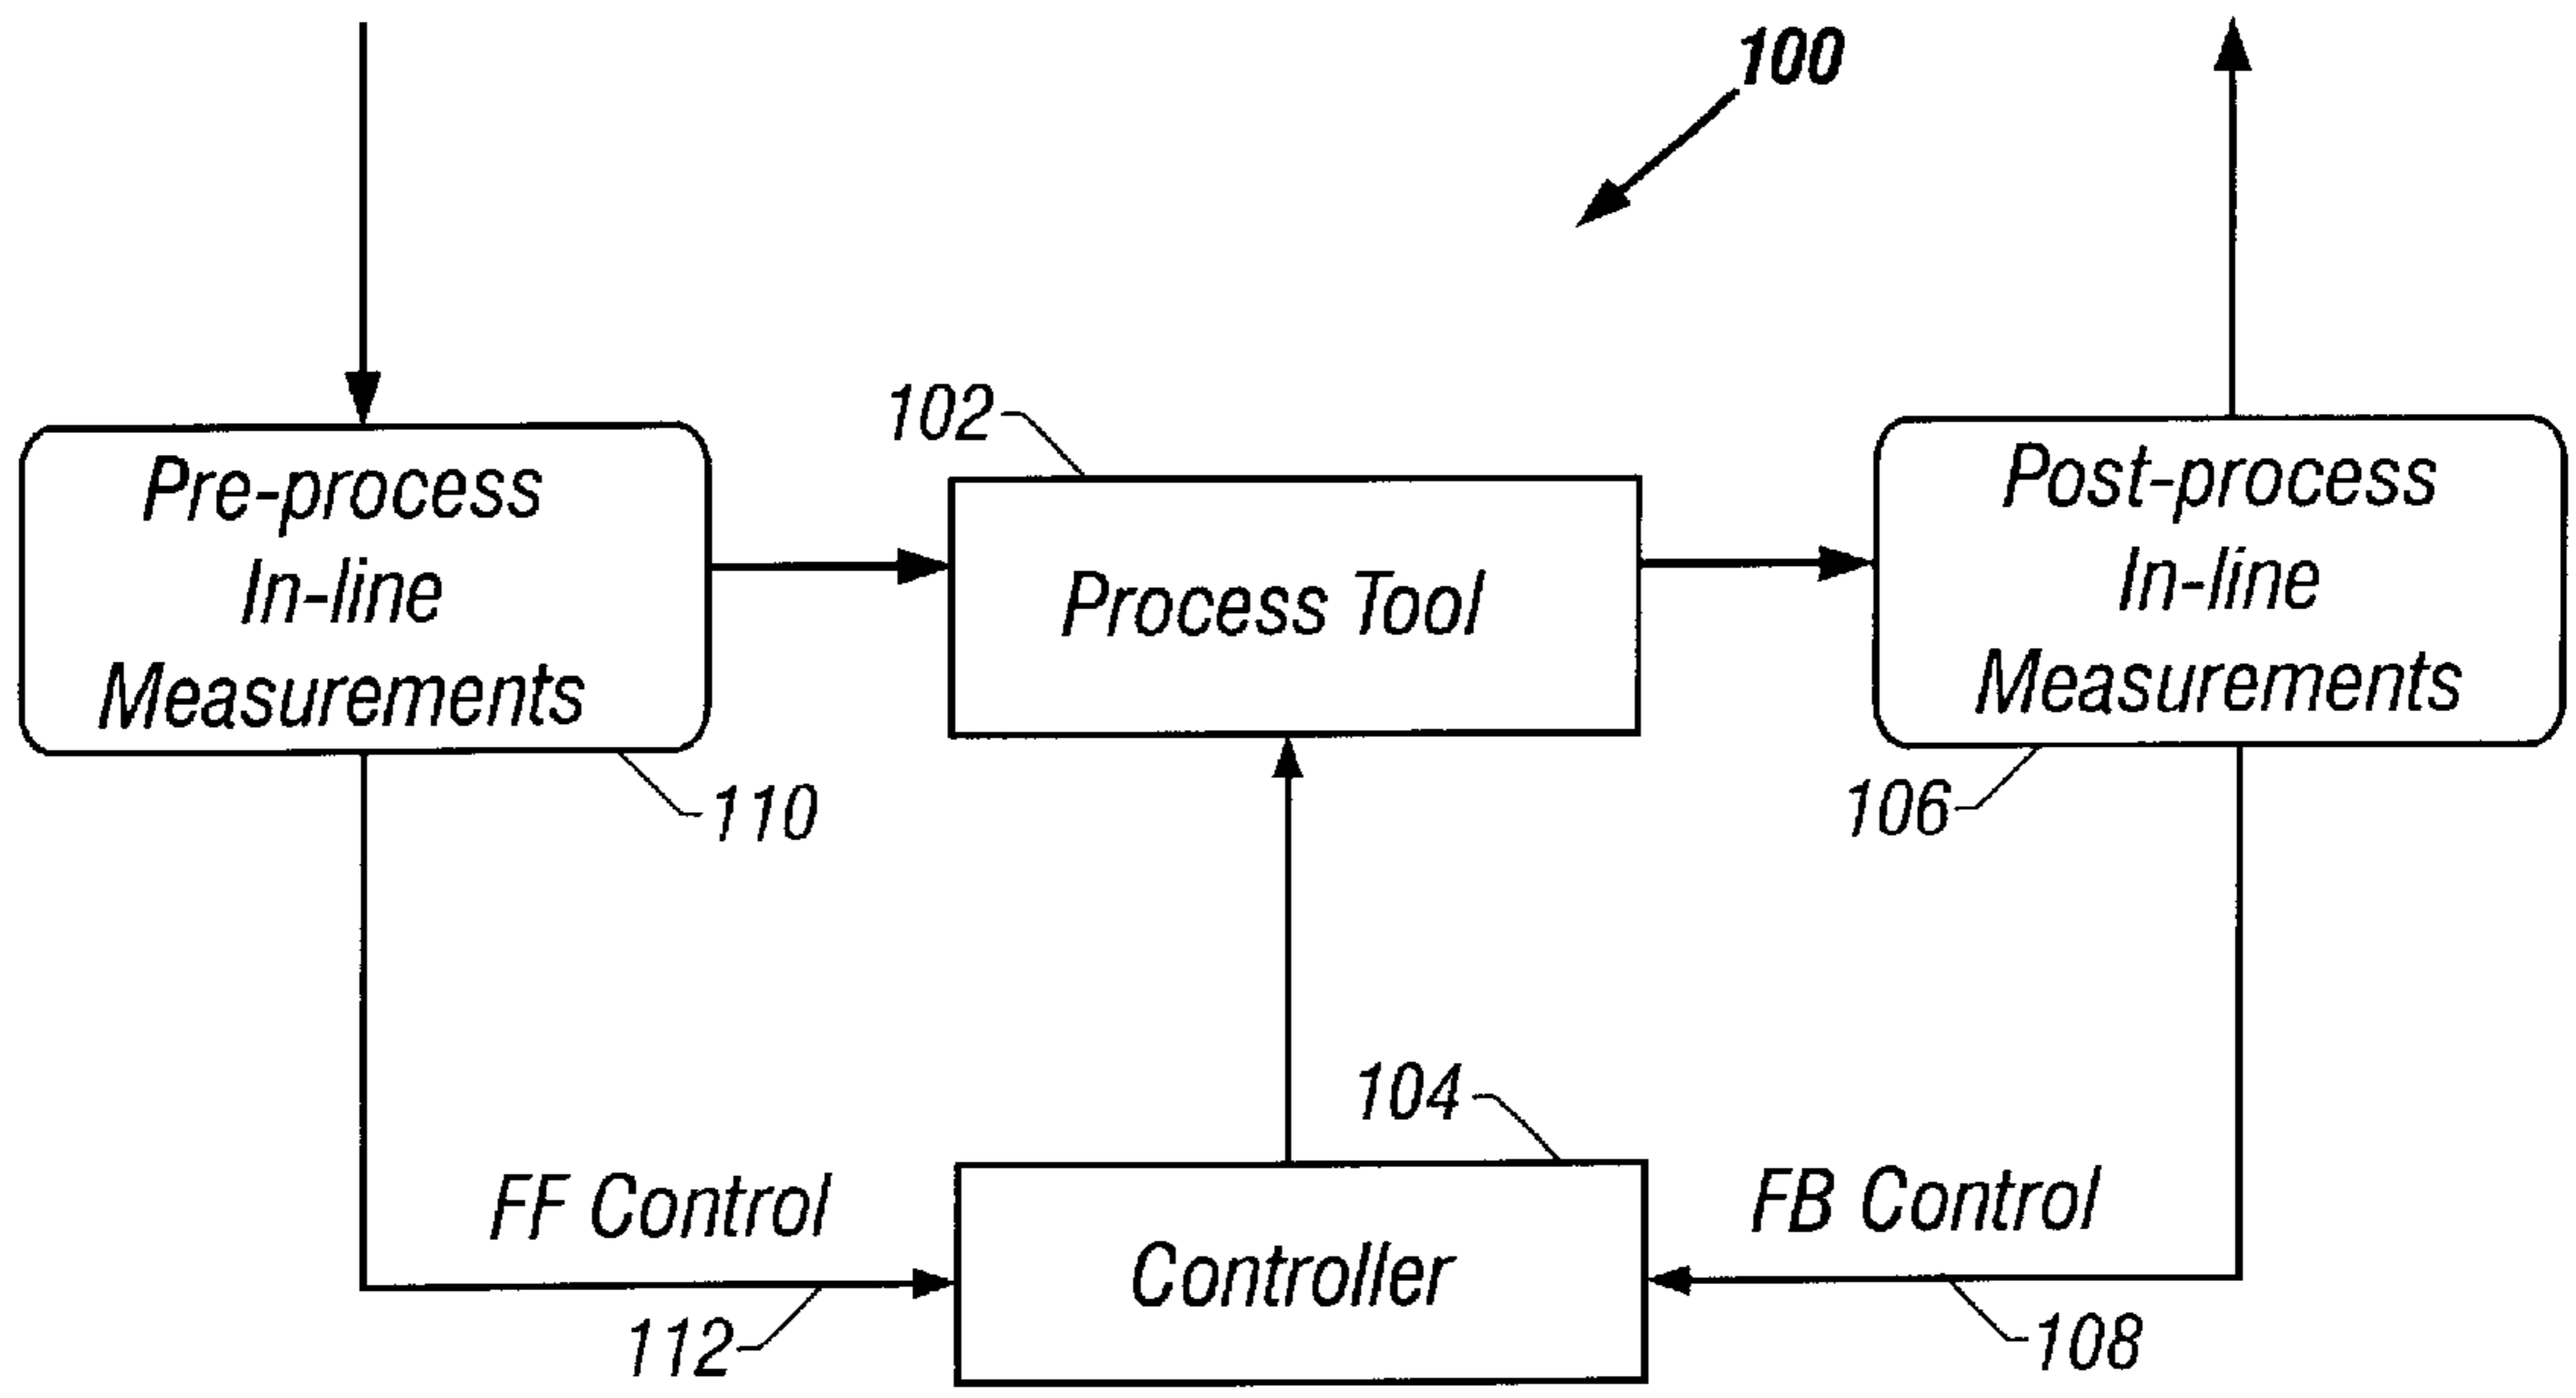 100
102
Pre-process
In-line
Measurements
Process Tool
Post-process
In-line
Measurements
110
106
104
FF Control
FB Control
Controller
112
108